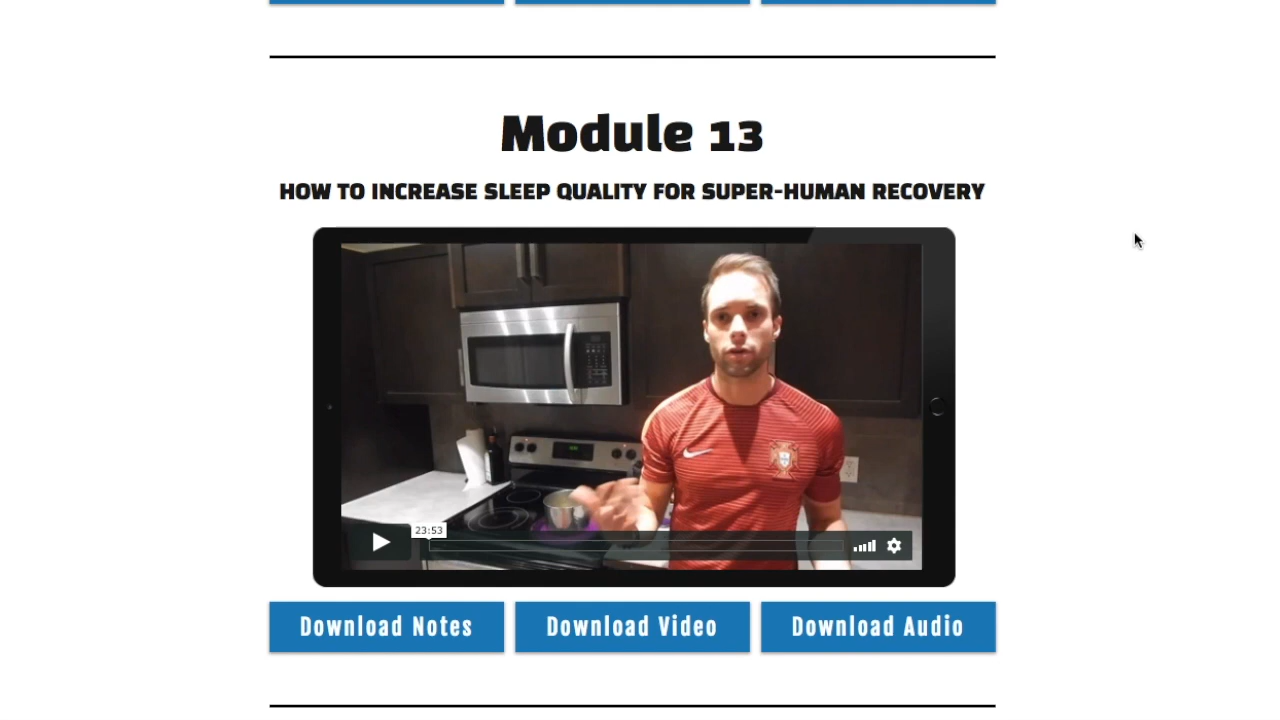 Module 13
HOW TO INCREASE SLEEP QUALITY FOR SUPER-HUMAN RECOVERY
23:53
Download Notes
Download Video
Download Audio